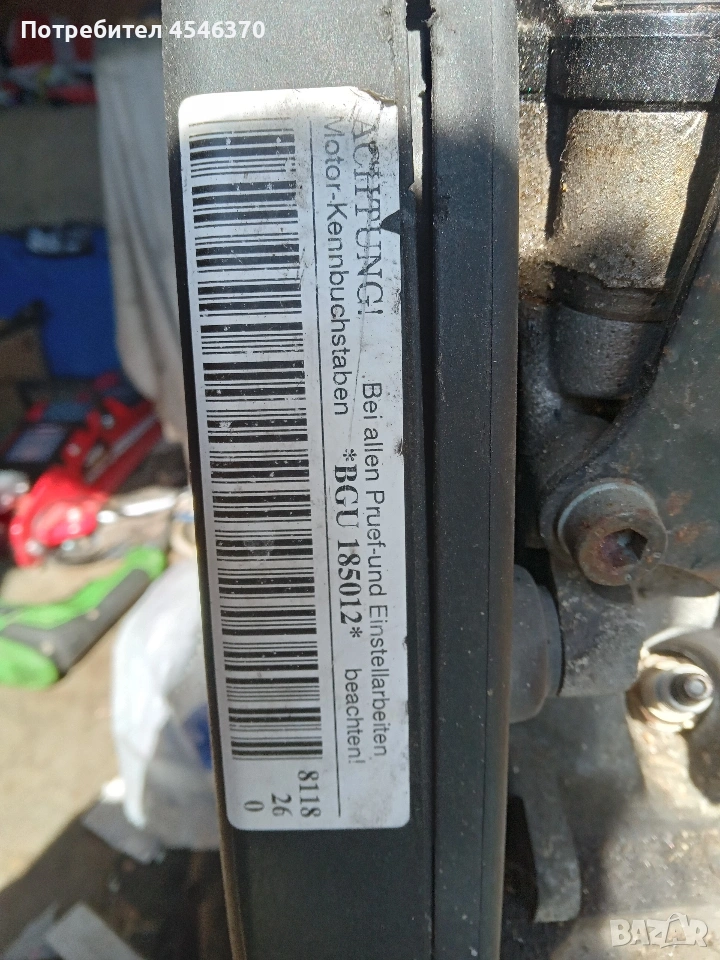 Потребител 4546370
ACHTUNG! Bei allen Pruef-und Einstellarbeiten
Motor-Kennbuchstaben *BGU 185012* beachten!
8118
26
0
BAZAR